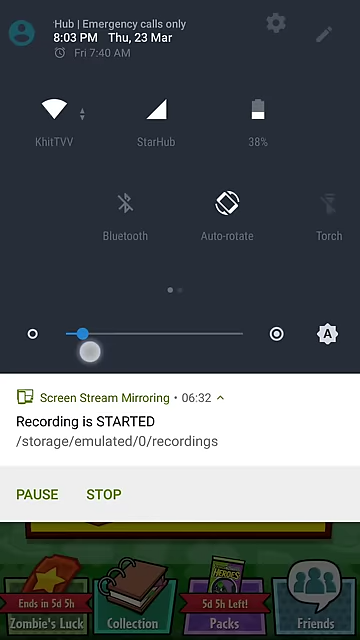 Hub | Emergency calls only
8:03 PM Thu, 23 Mar
Fri 7:40 AM
KhitTVV
StarHub
38%
Bluetooth
Auto-rotate
Torch
A
Screen Stream Mirroring • 06:32
Recording is STARTED
/storage/emulated/0/recordings
PAUSE STOP
HEROES
Ends in 5d 5h
5d 5h Left!
Zombie's Luck
Collection
Packs
Friends